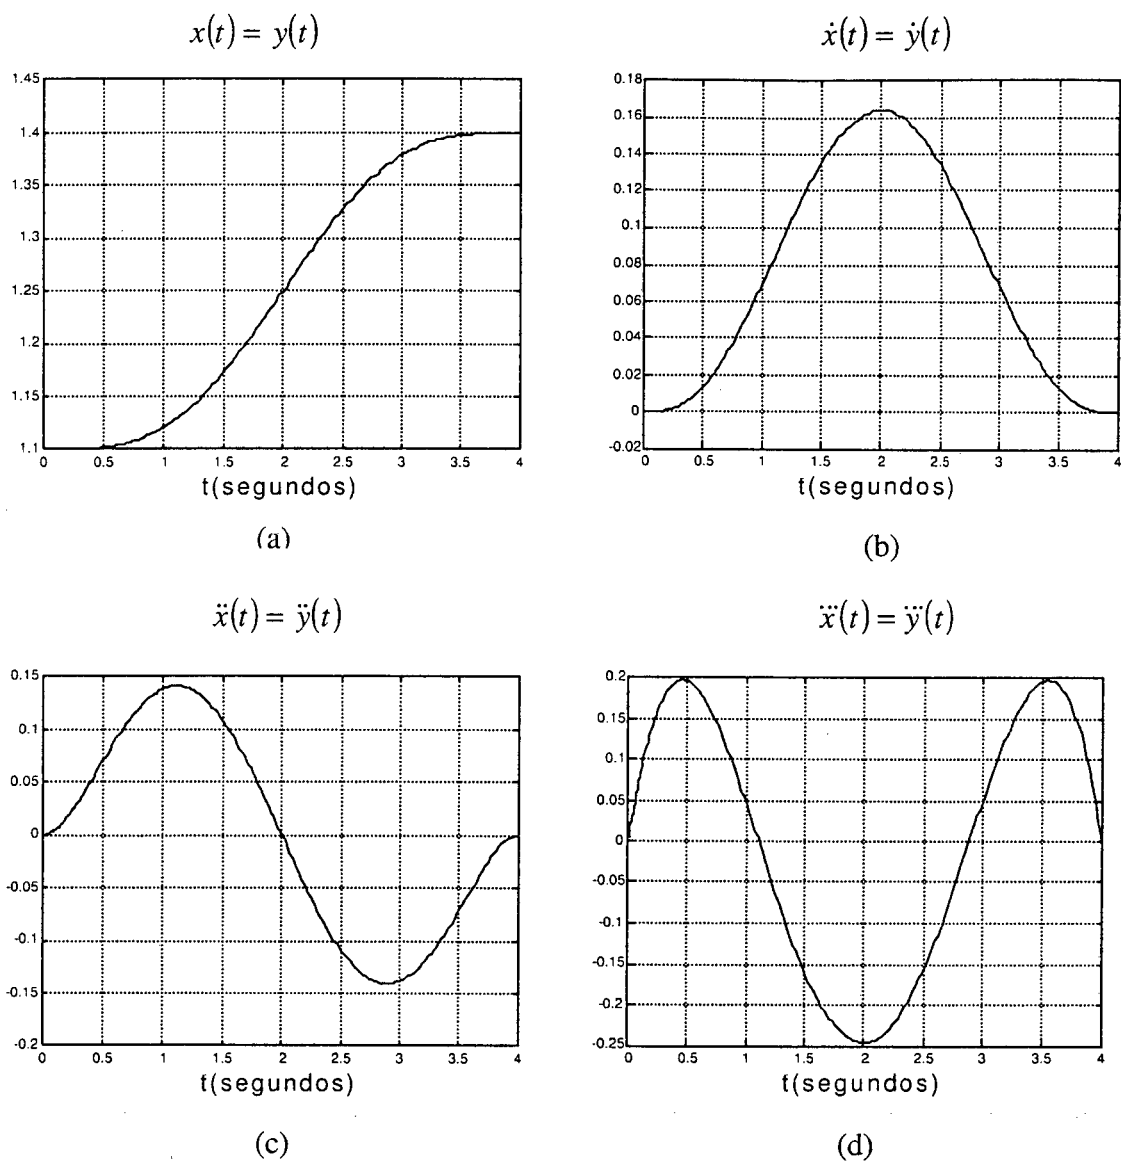 x(t) = y(t)
1.45
1.4
1.35
1.3
1.25
1.2
1.15
1.1
0 0.5 1 1.5 2 2.5 3 3.5 4
t(segundos)
(a)
ẋ(t) = ẏ(t)
0.18
0.16
0.14
0.12
0.1
0.08
0.06
0.04
0.02
0
-0.02
0 0.5 1 1.5 2 2.5 3 3.5 4
t(segundos)
(b)
ẍ(t) = ÿ(t)
0.15
0.1
0.05
0
-0.05
-0.1
-0.15
-0.2
0 0.5 1 1.5 2 2.5 3 3.5 4
t(segundos)
(c)
x⃛(t) = y⃛(t)
0.2
0.15
0.1
0.05
0
-0.05
-0.1
-0.15
-0.2
-0.25
0 0.5 1 1.5 2 2.5 3 3.5 4
t(segundos)
(d)